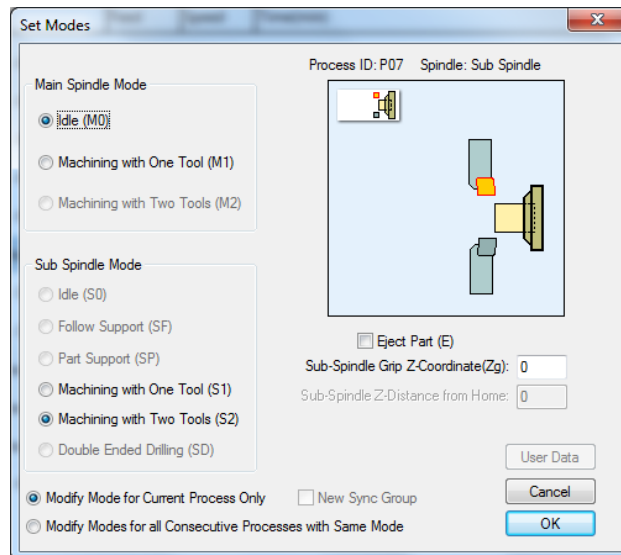 Set Modes
Process ID: P07 Spindle: Sub Spindle
Main Spindle Mode
Idle (M0)
Machining with One Tool (M1)
Machining with Two Tools (M2)
Sub Spindle Mode
Idle (S0)
Follow Support (SF)
Part Support (SP)
Machining with One Tool (S1)
Machining with Two Tools (S2)
Double Ended Drilling (SD)
Eject Part (E)
Sub-Spindle Grip Z-Coordinate(Zg): 0
Sub-Spindle Z-Distance from Home: 0
User Data
Modify Mode for Current Process Only
New Sync Group
Cancel
Modify Modes for all Consecutive Processes with Same Mode
OK